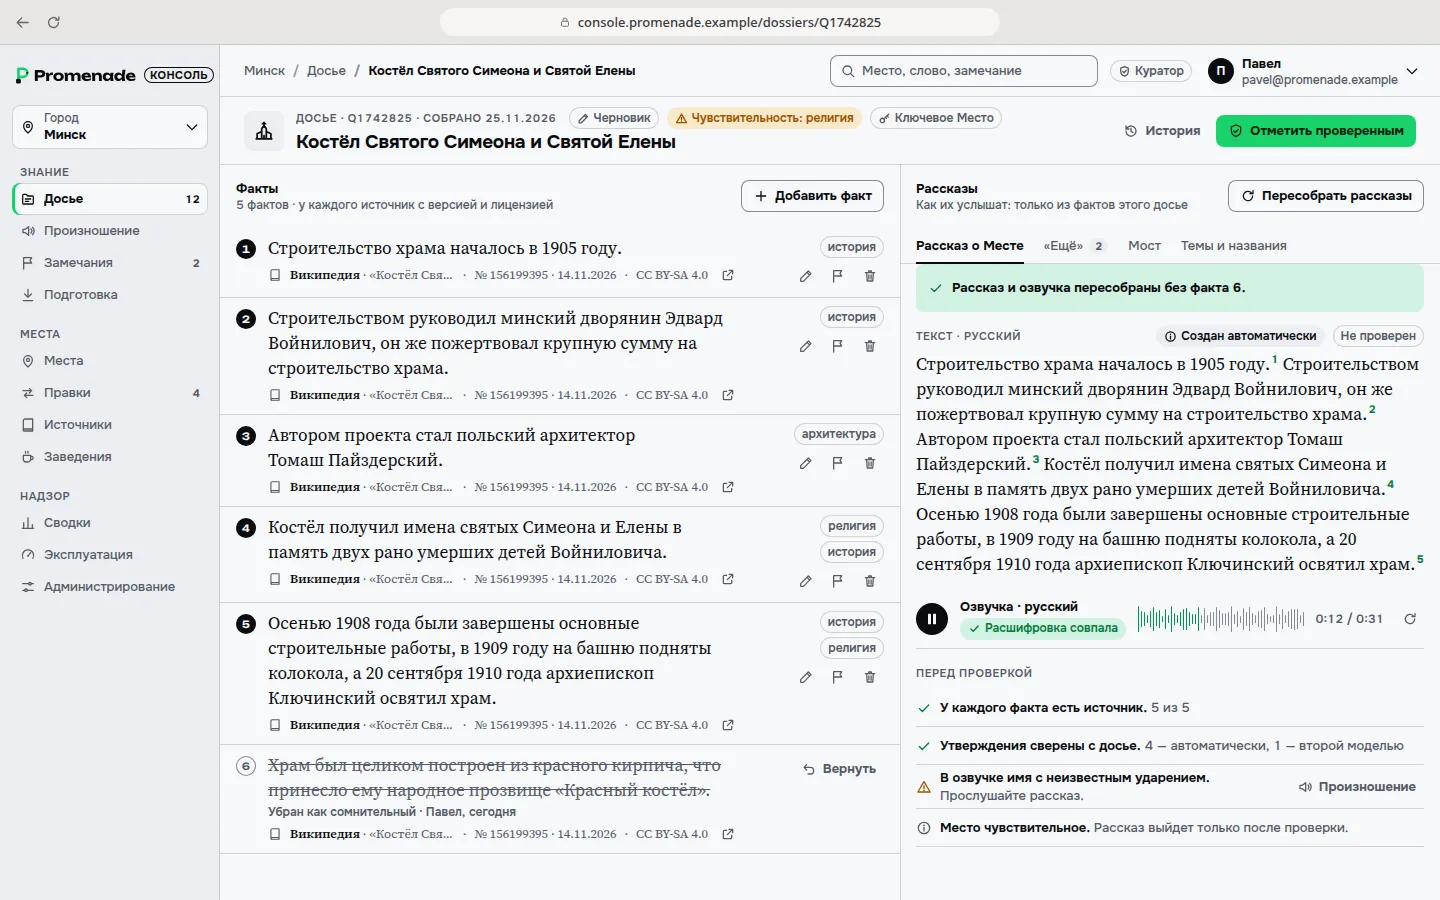 console.promenade.example/dossiers/Q1742825
Promenade КОНСОЛЬ
Город
Минск
ЗНАНИЕ
Досье 12
Произношение
Замечания 2
Подготовка
МЕСТА
Места
Правки 4
Источники
Заведения
НАДЗОР
Сводки
Эксплуатация
Администрирование
Минск / Досье / Костёл Святого Симеона и Святой Елены
Место, слово, замечание
Куратор
П
Павел
pavel@promenade.example
ДОСЬЕ · Q1742825 · СОБРАНО 25.11.2026 Черновик Чувствительность: религия Ключевое Место
Костёл Святого Симеона и Святой Елены
История
Отметить проверенным
Факты
5 фактов · у каждого источник с версией и лицензией
Добавить факт
1 Строительство храма началось в 1905 году. история
Википедия · «Костёл Свя... · № 156199395 · 14.11.2026 · CC BY-SA 4.0
2 Строительством руководил минский дворянин Эдвард история
Войнилович, он же пожертвовал крупную сумму на
строительство храма.
Википедия · «Костёл Свя... · № 156199395 · 14.11.2026 · CC BY-SA 4.0
3 Автором проекта стал польский архитектор архитектура
Томаш Пайздерский.
Википедия · «Костёл Свя... · № 156199395 · 14.11.2026 · CC BY-SA 4.0
4 Костёл получил имена святых Симеона и Елены в религия
память двух рано умерших детей Войниловича. история
Википедия · «Костёл Свя... · № 156199395 · 14.11.2026 · CC BY-SA 4.0
5 Осенью 1908 года были завершены основные история
строительные работы, в 1909 году на башню подняты религия
колокола, а 20 сентября 1910 года архиепископ
Ключинский освятил храм.
Википедия · «Костёл Свя... · № 156199395 · 14.11.2026 · CC BY-SA 4.0
6 Храм был целиком построен из красного кирпича, что Вернуть
принесло ему народное прозвище «Красный костёл».
Убран как сомнительный · Павел, сегодня
Википедия · «Костёл Свя... · № 156199395 · 14.11.2026 · CC BY-SA 4.0
Рассказы
Как их услышат: только из фактов этого досье
Пересобрать рассказы
Рассказ о Месте «Ещё» 2 Мост Темы и названия
Рассказ и озвучка пересобраны без факта 6.
ТЕКСТ · РУССКИЙ Создан автоматически Не проверен
Строительство храма началось в 1905 году.1 Строительством
руководил минский дворянин Эдвард Войнилович, он же
пожертвовал крупную сумму на строительство храма.2
Автором проекта стал польский архитектор Томаш
Пайздерский.3 Костёл получил имена святых Симеона и
Елены в память двух рано умерших детей Войниловича.4
Осенью 1908 года были завершены основные строительные
работы, в 1909 году на башню подняты колокола, а 20
сентября 1910 года архиепископ Ключинский освятил храм.5
Озвучка · русский
Расшифровка совпала
0:12 / 0:31
ПЕРЕД ПРОВЕРКОЙ
У каждого факта есть источник. 5 из 5
Утверждения сверены с досье. 4 — автоматически, 1 — второй моделью
В озвучке имя с неизвестным ударением.
Прослушайте рассказ.
Произношение
Место чувствительное. Рассказ выйдет только после проверки.